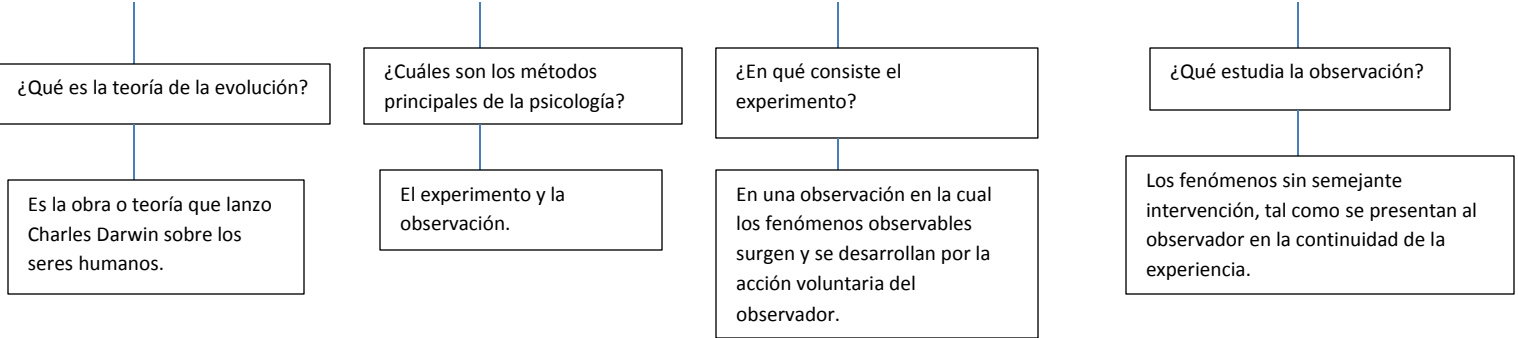 ¿Qué es la teoría de la evolución?
Es la obra o teoría que lanzo
Charles Darwin sobre los
seres humanos.
¿Cuáles son los métodos
principales de la psicología?
El experimento y la
observación.
¿En qué consiste el
experimento?
En una observación en la cual
los fenómenos observables
surgen y se desarrollan por la
acción voluntaria del
observador.
¿Qué estudia la observación?
Los fenómenos sin semejante
intervención, tal como se presentan al
observador en la continuidad de la
experiencia.